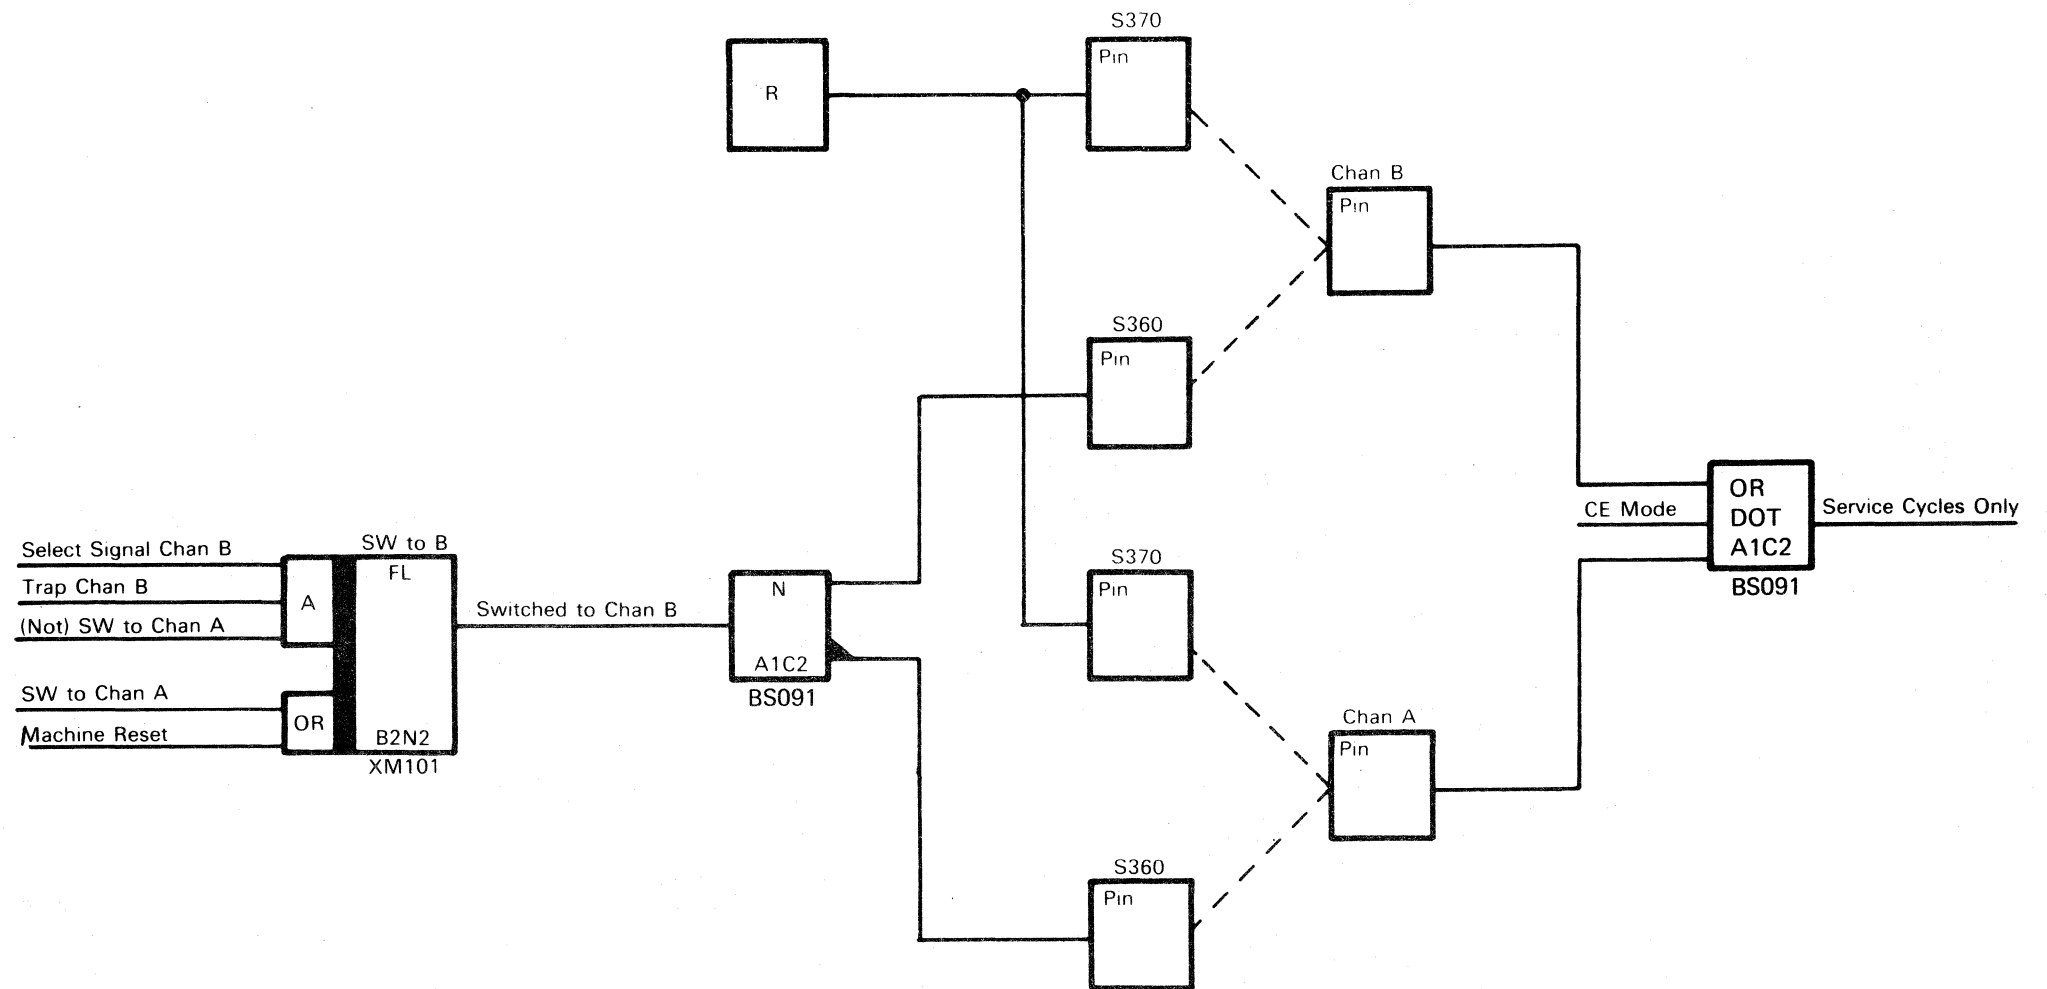 S370
Pin
R
Chan B
Pin
S360
Pin
OR
DOT
A1C2
BS091
CE Mode
Service Cycles Only
Select Signal Chan B
Trap Chan B
(Not) SW to Chan A
A
SW to B
FL
Switched to Chan B
N
A1C2
BS091
SW to Chan A
Machine Reset
OR
B2N2
XM101
S370
Pin
Chan A
Pin
S360
Pin